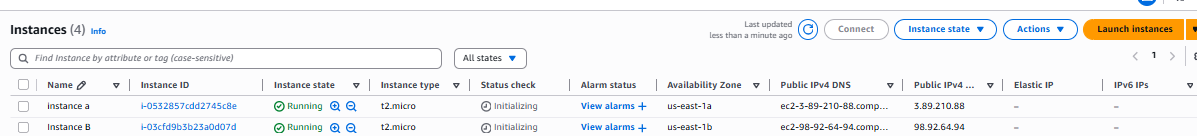 Instances (4) Info
Last updated
less than a minute ago
Connect
Instance state
Actions
Launch instances
Find Instance by attribute or tag (case-sensitive)
All states
1
Name Instance ID Instance state Instance type Status check Alarm status Availability Zone Public IPv4 DNS Public IPv4 ... Elastic IP IPv6 IPs
instance a i-0532857cdd2745c8e Running t2.micro Initializing View alarms + us-east-1a ec2-3-89-210-88.comp... 3.89.210.88 – –
Instance B i-03cfd9b3b23a0d07d Running t2.micro Initializing View alarms + us-east-1b ec2-98-92-64-94.comp... 98.92.64.94 – –